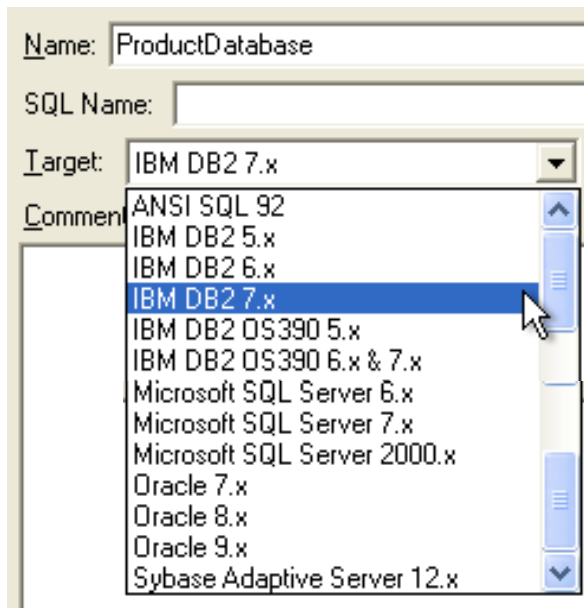 Name: ProductDatabase
SQL Name:
Target: IBM DB2 7.x
Commen
ANSI SQL 92
IBM DB2 5.x
IBM DB2 6.x
IBM DB2 7.x
IBM DB2 OS390 5.x
IBM DB2 OS390 6.x & 7.x
Microsoft SQL Server 6.x
Microsoft SQL Server 7.x
Microsoft SQL Server 2000.x
Oracle 7.x
Oracle 8.x
Oracle 9.x
Sybase Adaptive Server 12.x